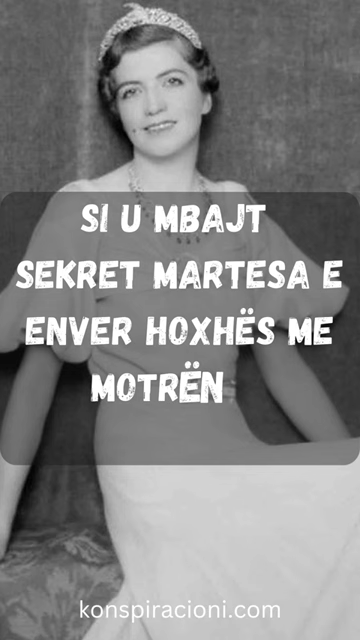 SI U MBAJT
SEKRET MARTESA E
ENVER HOXHËS ME
MOTRËN
konspiracioni.com